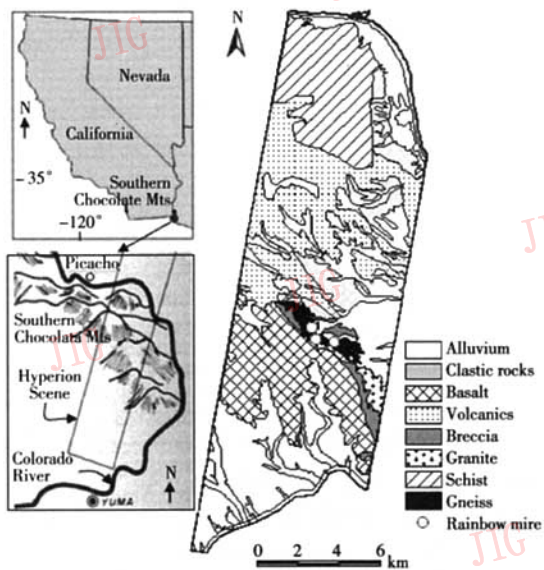 JIG
N
Nevada
California
N
– 35°
Southern
Chocolate Mts
–120°
Picacho
Southern
Chocolata Mts
JIG
Hyperion
Scene
Colorado
River
N
YUMA
N
JIG
JIG
Alluvium
Clastic rocks
Basalt
Volcanics
Breccia
Granite
Schist
Gneiss
Rainbow mire
0 2 4 6
km
JIG